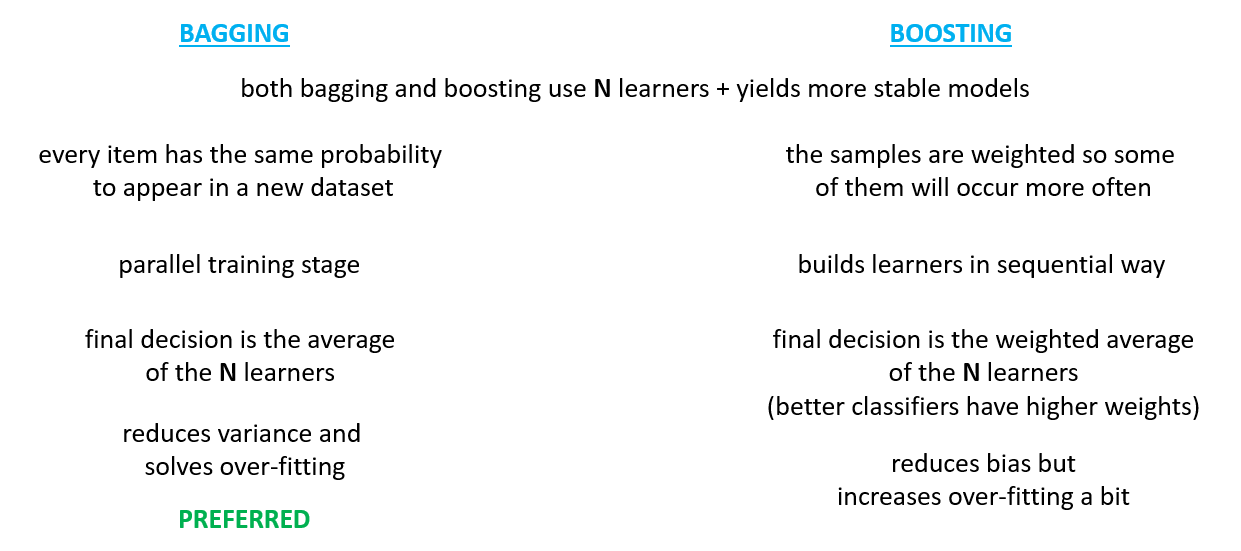 BAGGING
BOOSTING
both bagging and boosting use N learners + yields more stable models
every item has the same probability
to appear in a new dataset
the samples are weighted so some
of them will occur more often
parallel training stage
builds learners in sequential way
final decision is the average
of the N learners
final decision is the weighted average
of the N learners
(better classifiers have higher weights)
reduces variance and
solves over-fitting
reduces bias but
increases over-fitting a bit
PREFERRED